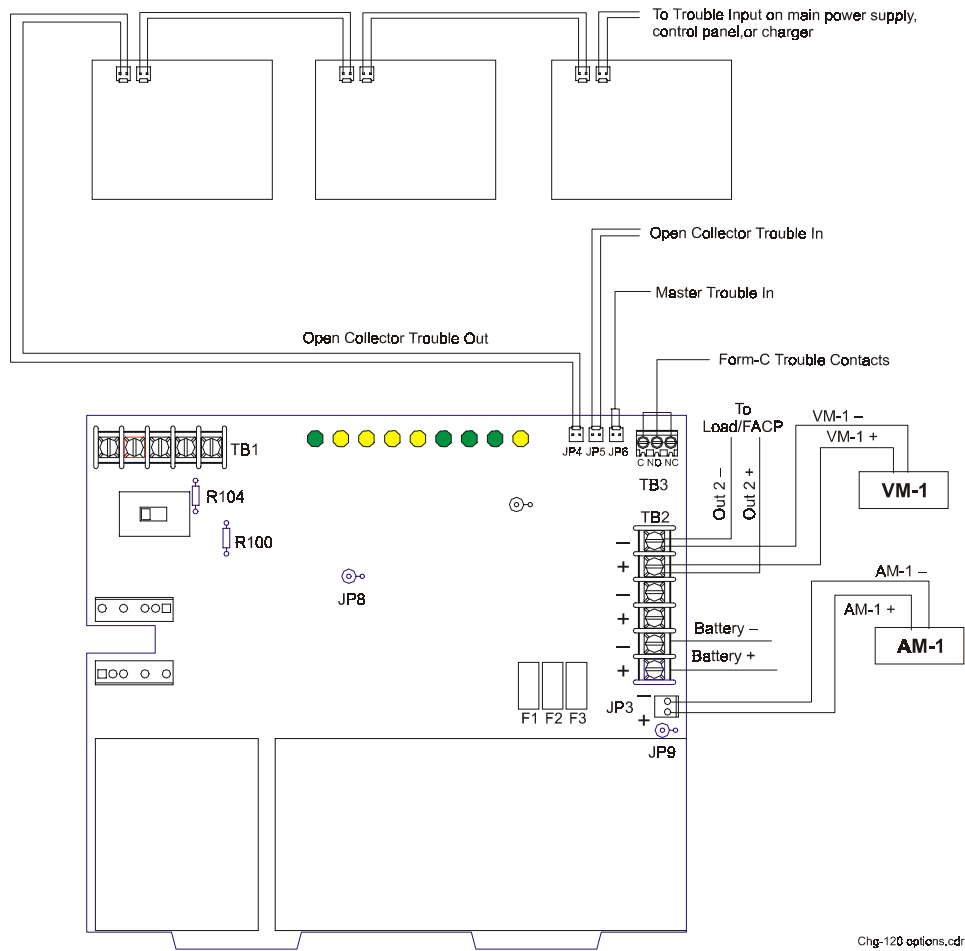 To Trouble Input on main power supply,
control panel,or charger
Open Collector Trouble In
Master Trouble In
Open Collector Trouble Out
Form-C Trouble Contacts
To
Load/FACP
VM-1 –
VM-1 +
VM-1
TB1
JP4 JP5 JP6
C NO NC
TB3
Out 2 –
Out 2 +
R104
R100
TB2
–
+
–
+
–
+
AM-1 –
AM-1 +
AM-1
JP8
Battery –
Battery +
F1 F2 F3
JP3
–
+
JP9
Chg-120 options.cdr